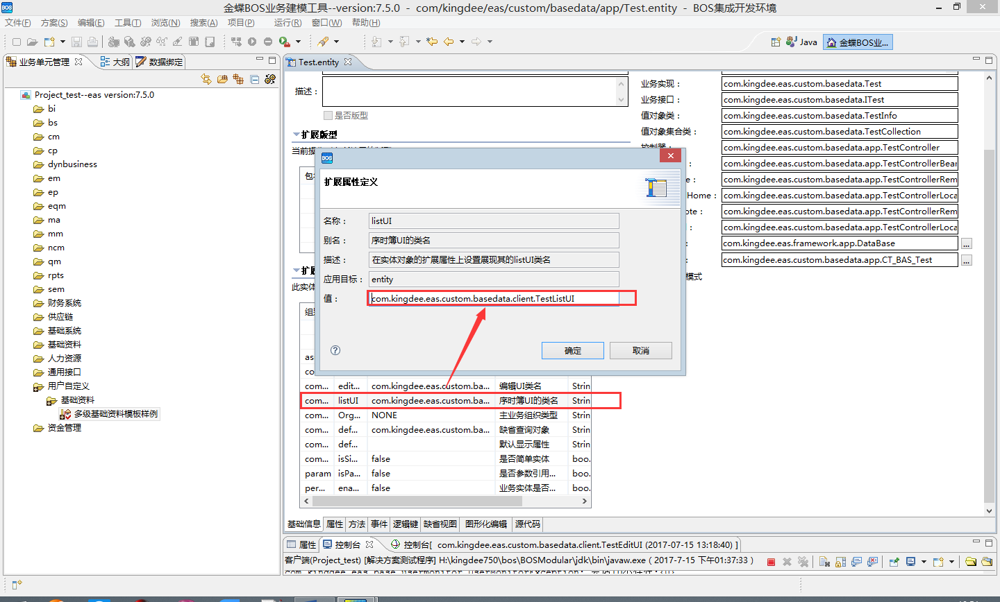 金蝶BOS业务建模工具--version:7.5.0 - com/kingdee/eas/custom/basedata/app/Test.entity - BOS集成开发环境
文件(F) 方案(S) 编辑(E) 工具(T) 浏览(N) 搜索(A) 项目(P) 运行(R) 窗口(W) 帮助(H)
Java 金蝶BOS业...
业务单元管理 大纲 数据绑定
Project_test--eas version:7.5.0
bi
bs
cm
cp
dynbusiness
em
ep
eqm
ma
mm
ncm
qm
rpts
sem
财务系统
供应链
基础系统
基础资料
人力资源
通用接口
用户自定义
基础资料
多级基础资料模板样例
资金管理
Test.entity
描述：
是否版型
扩展版型
业务实现： com.kingdee.eas.custom.basedata.Test
业务接口： com.kingdee.eas.custom.basedata.ITest
值对象类： com.kingdee.eas.custom.basedata.TestInfo
值对象集合类： com.kingdee.eas.custom.basedata.TestCollection
com.kingdee.eas.custom.basedata.app.TestController
com.kingdee.eas.custom.basedata.app.TestControllerBear
e： com.kingdee.eas.custom.basedata.app.TestControllerRem
Home： com.kingdee.eas.custom.basedata.app.TestControllerLoca
ote： com.kingdee.eas.custom.basedata.app.TestControllerRem
com.kingdee.eas.custom.basedata.app.TestControllerLoca
com.kingdee.eas.framework.app.DataBase ...
com.kingdee.eas.custom.basedata.app.CT_BAS_Test ...
模式
BOS
扩展属性定义
名称： listUI
别名： 序时簿UI的类名
描述： 在实体对象的扩展属性上设置展现其的listUI类名
应用目标： entity
值： com.kingdee.eas.custom.basedata.client.TestListUI
确定 取消
扩展
此实体
组
as
co
com... edit... com.kingdee.eas.custom.ba... 编辑UI类名 Strin
com... listUI com.kingdee.eas.custom.ba... 序时簿UI的类名 Strin
com... Org... NONE 主业务组织类型 Strin
com... def... com.kingdee.eas.custom.ba... 缺省查询对象 Strin
com... def... 默认显示属性 Strin
com... isSi... false 是否简单实体 boo.
param isPa... false 是否参数引用... boo.
per... ena... false 业务实体是否... boo.
基础信息 属性 方法 事件 逻辑键 缺省视图 图形化编辑 源代码
属性 控制台 控制台[ com.kingdee.eas.custom.basedata.client.TestEditUI (2017-07-15 13:18:40) ]
客户端(Project_test) [解决方案测试程序] H:\kingdee750\bos\BOSModular\jdk\bin\javaw.exe ( 2017-7-15 下午01:37:33 )